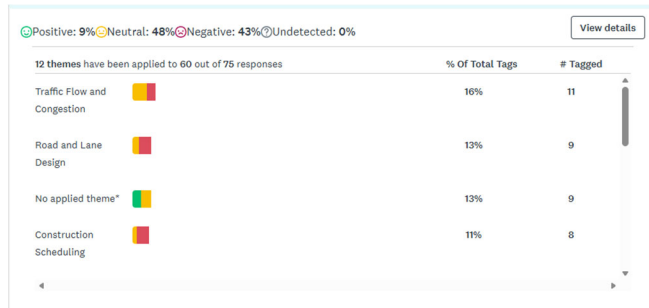 Positive: 9% Neutral: 48% Negative: 43% Undetected: 0%
View details
12 themes have been applied to 60 out of 75 responses
% Of Total Tags
# Tagged
Traffic Flow and
Congestion
16%
11
Road and Lane
Design
13%
9
No applied theme*
13%
9
Construction
Scheduling
11%
8